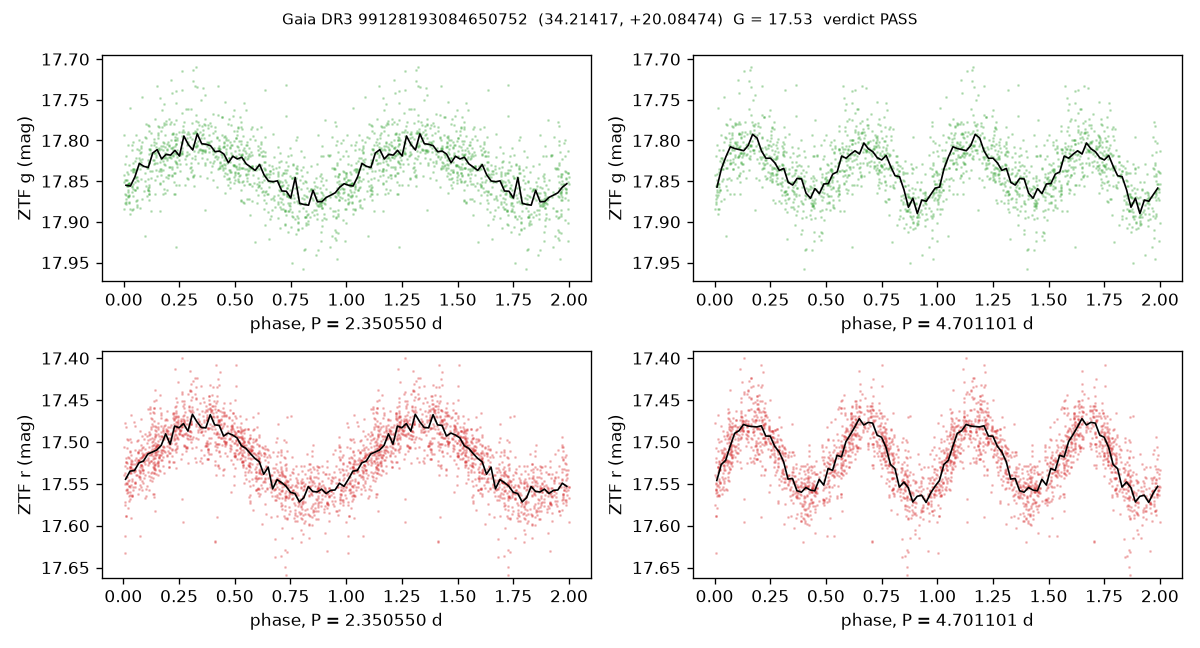 Gaia DR3 99128193084650752 (34.21417, +20.08474) G = 17.53 verdict PASS
ZTF g (mag)
17.70
17.75
17.80
17.85
17.90
17.95
0.00 0.25 0.50 0.75 1.00 1.25 1.50 1.75 2.00
phase, P = 2.350550 d
ZTF g (mag)
17.70
17.75
17.80
17.85
17.90
17.95
0.00 0.25 0.50 0.75 1.00 1.25 1.50 1.75 2.00
phase, P = 4.701101 d
ZTF r (mag)
17.40
17.45
17.50
17.55
17.60
17.65
0.00 0.25 0.50 0.75 1.00 1.25 1.50 1.75 2.00
phase, P = 2.350550 d
ZTF r (mag)
17.40
17.45
17.50
17.55
17.60
17.65
0.00 0.25 0.50 0.75 1.00 1.25 1.50 1.75 2.00
phase, P = 4.701101 d